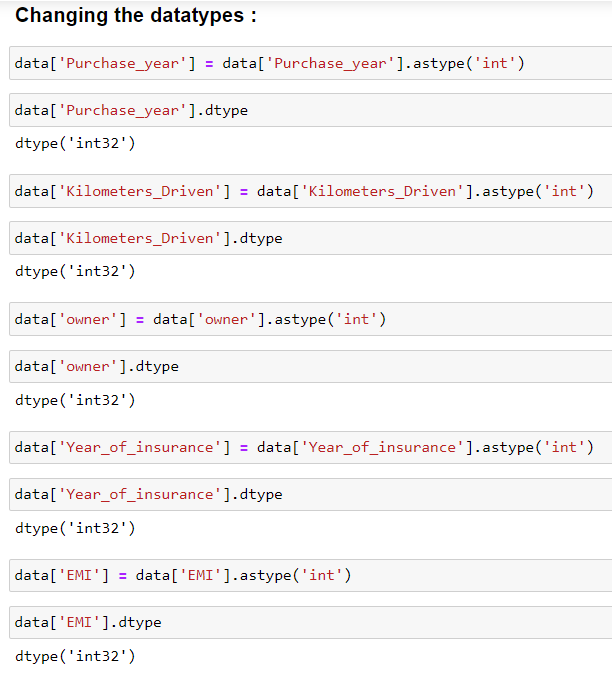 Changing the datatypes :
data['Purchase_year'] = data['Purchase_year'].astype('int')
data['Purchase_year'].dtype
dtype('int32')
data['Kilometers_Driven'] = data['Kilometers_Driven'].astype('int')
data['Kilometers_Driven'].dtype
dtype('int32')
data['owner'] = data['owner'].astype('int')
data['owner'].dtype
dtype('int32')
data['Year_of_insurance'] = data['Year_of_insurance'].astype('int')
data['Year_of_insurance'].dtype
dtype('int32')
data['EMI'] = data['EMI'].astype('int')
data['EMI'].dtype
dtype('int32')